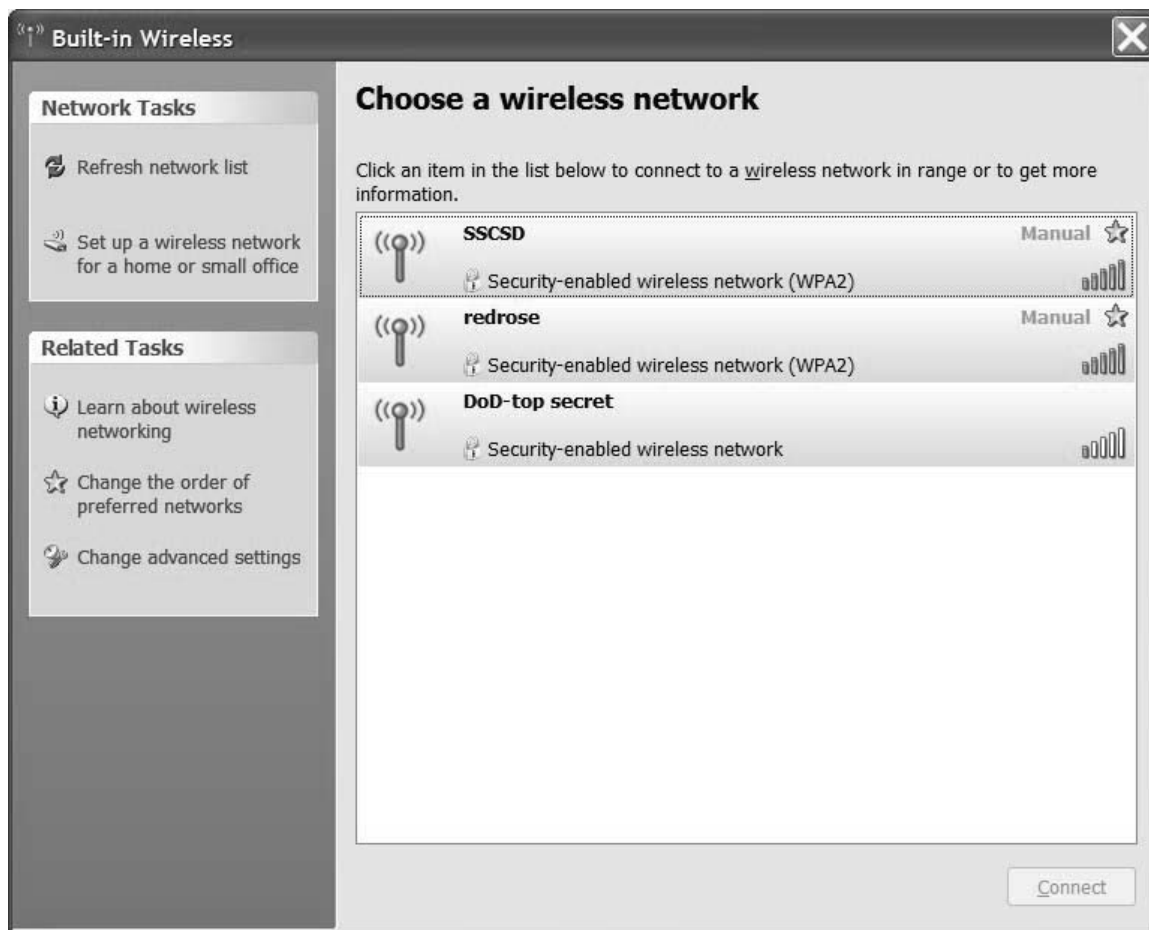 Built-in Wireless
Network Tasks
Refresh network list
Set up a wireless network
for a home or small office
Related Tasks
Learn about wireless
networking
Change the order of
preferred networks
Change advanced settings
Choose a wireless network
Click an item in the list below to connect to a wireless network in range or to get more
information.
SSCSD
Manual
Security-enabled wireless network (WPA2)
redrose
Manual
Security-enabled wireless network (WPA2)
DoD-top secret
Security-enabled wireless network
Connect